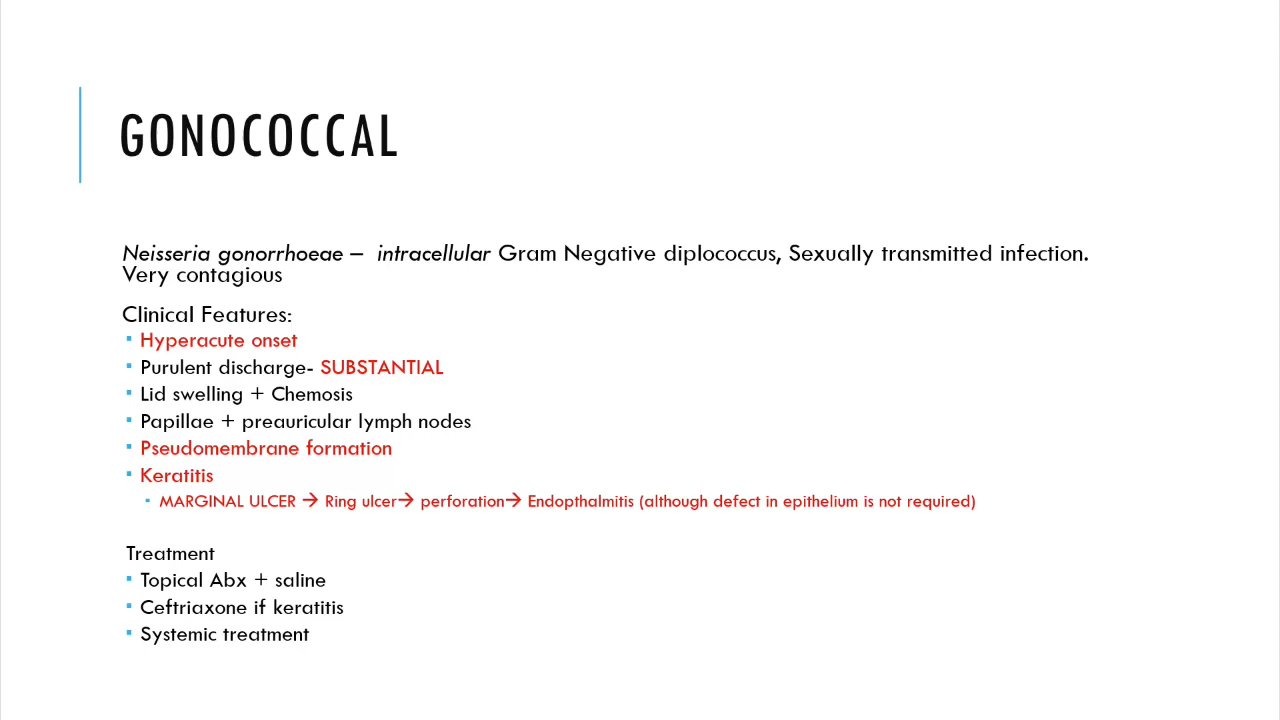 GONOCOCCAL
Neisseria gonorrhoeae – intracellular Gram Negative diplococcus, Sexually transmitted infection.
Very contagious
Clinical Features:
▪ Hyperacute onset
▪ Purulent discharge- SUBSTANTIAL
▪ Lid swelling + Chemosis
▪ Papillae + preauricular lymph nodes
▪ Pseudomembrane formation
▪ Keratitis
▪ MARGINAL ULCER → Ring ulcer→ perforation→ Endopthalmitis (although defect in epithelium is not required)
Treatment
▪ Topical Abx + saline
▪ Ceftriaxone if keratitis
▪ Systemic treatment